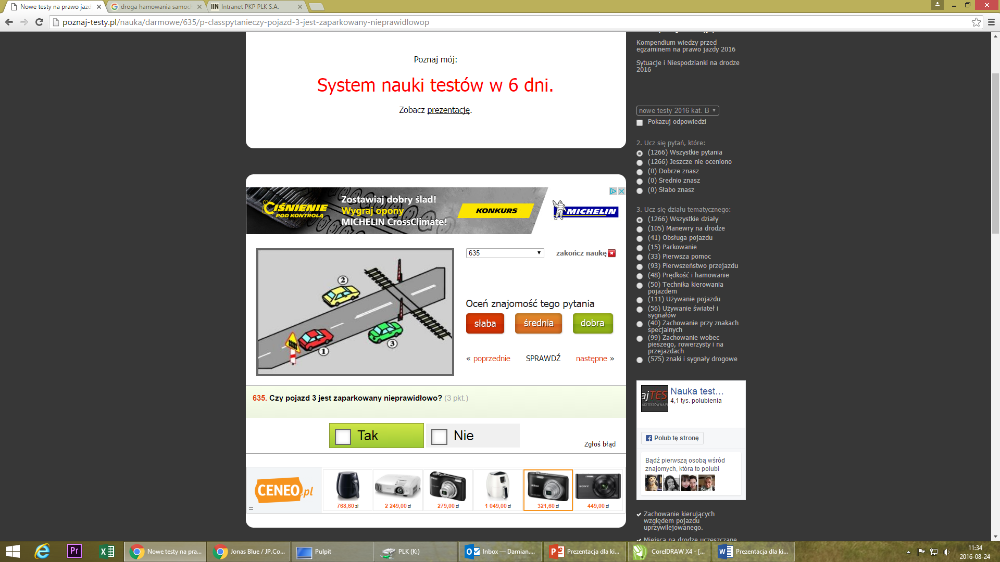 Nowe testy na prawo jazd
droga hamowania samoch
IIN Intranet PKP PLK S.A.
poznaj-testy.pl/nauka/darmowe/635/p-classpytanieczy-pojazd-3-jest-zaparkowany-nieprawidlowop
Poznaj mój:
System nauki testów w 6 dni.
Zobacz prezentację.
Kompendium wiedzy przed
egzaminem na prawo jazdy 2016
Sytuacje i Niespodzianki na drodze
2016
nowe testy 2016 kat. B
Pokazuj odpowiedzi
2. Ucz się pytań, które:
(1266) Wszystkie pytania
(1266) Jeszcze nie oceniono
(0) Dobrze znasz
(0) Średnio znasz
(0) Słabo znasz
3. Ucz się działu tematycznego:
(1266) Wszystkie działy
(105) Manewry na drodze
(41) Obsługa pojazdu
(15) Parkowanie
(33) Pierwsza pomoc
(93) Pierwszeństwo przejazdu
(48) Prędkość i hamowanie
(50) Technika kierowania
pojazdem
(111) Używanie pojazdu
(56) Używanie świateł i
sygnałów
(40) Zachowanie przy znakach
specjalnych
(99) Zachowanie wobec
pieszego, rowerzysty i na
przejazdach
(575) znaki i sygnały drogowe
CIŚNIENIE
POD KONTROLĄ
Zostawiaj dobry ślad!
Wygraj opony
MICHELIN CrossClimate!
KONKURS
MICHELIN
635
zakończ naukę
2
1
3
Oceń znajomość tego pytania
słaba
średnia
dobra
« poprzednie
SPRAWDŹ
następne »
635. Czy pojazd 3 jest zaparkowany nieprawidłowo? (3 pkt.)
Tak
Nie
Zgłoś błąd
CENEO.pl
768,60 zł
2 249,00 zł
279,00 zł
1 049,00 zł
321,60 zł
449,00 zł
ajTES
Nauka test...
4,1 tys. polubienia
Polub tę stronę
Bądź pierwszą osobą wśród
znajomych, która to polubi
Zachowanie kierujących
względem pojazdu
uprzywilejowanego.
Miejsca na drodze uczęszczane
Pr
Nowe testy na pra...
Jonas Blue / JP.Co...
Pulpit
PLK (K:)
Inbox — Damian....
Prezentacja dla ki...
CorelDRAW X4 - [...
Prezentacja dla ki...
11:34
2016-08-24